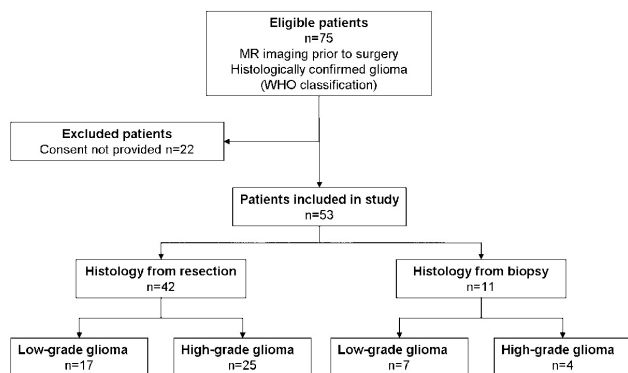 Eligible patients
n=75
MR imaging prior to surgery
Histologically confirmed glioma
(WHO classification)
Excluded patients
Consent not provided n=22
Patients included in study
n=53
Histology from resection
n=42
Histology from biopsy
n=11
Low-grade glioma
n=17
High-grade glioma
n=25
Low-grade glioma
n=7
High-grade glioma
n=4